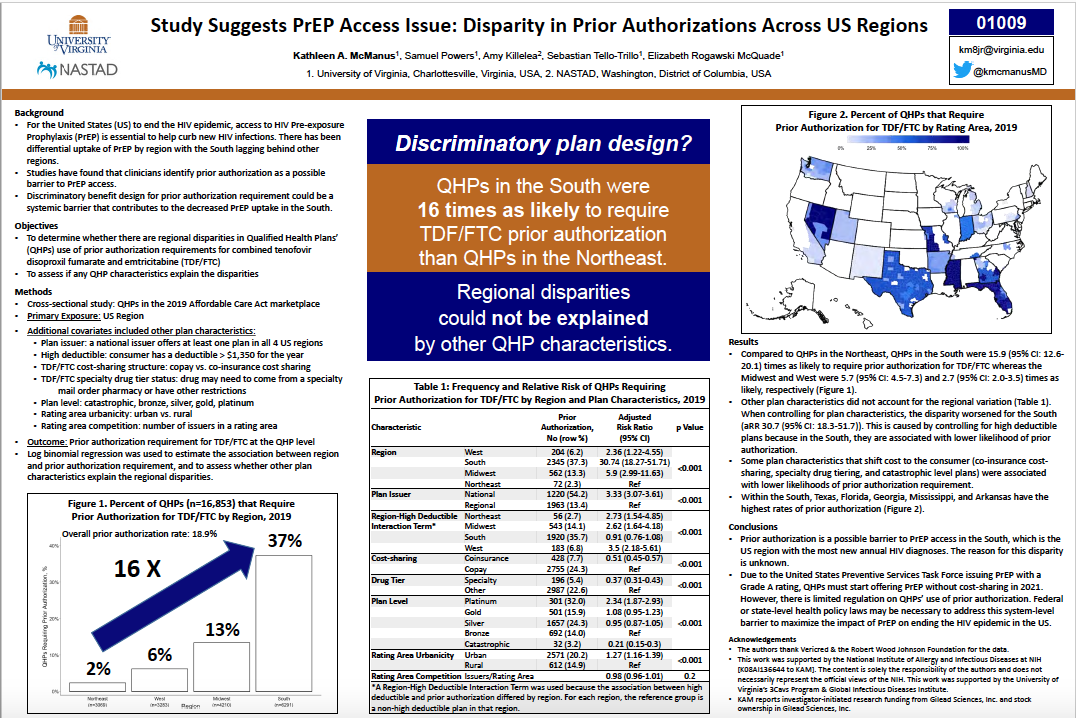 Study Suggests PrEP Access Issue: Disparity in Prior Authorizations Across US Regions
Kathleen A. McManus1, Samuel Powers1, Amy Killelea2, Sebastian Tello-Trillo1, Elizabeth Rogawski McQuade1
1. University of Virginia, Charlottesville, Virginia, USA, 2. NASTAD, Washington, District of Columbia, USA
UNIVERSITY
of VIRGINIA
NASTAD
01009
km8jr@virginia.edu
@kmcmanusMD
Background
• For the United States (US) to end the HIV epidemic, access to HIV Pre-exposure
Prophylaxis (PrEP) is essential to help curb new HIV infections. There has been
differential uptake of PrEP by region with the South lagging behind other
regions.
• Studies have found that clinicians identify prior authorization as a possible
barrier to PrEP access.
• Discriminatory benefit design for prior authorization requirement could be a
systemic barrier that contributes to the decreased PrEP uptake in the South.
Objectives
• To determine whether there are regional disparities in Qualified Health Plans'
(QHPs) use of prior authorization requirements for combined tenofovir
disoproxil fumarate and emtricitabine (TDF/FTC)
• To assess if any QHP characteristics explain the disparities
Methods
• Cross-sectional study: QHPs in the 2019 Affordable Care Act marketplace
• Primary Exposure: US Region
• Additional covariates included other plan characteristics:
• Plan issuer: a national issuer offers at least one plan in all 4 US regions
• High deductible: consumer has a deductible > $1,350 for the year
• TDF/FTC cost-sharing structure: copay vs. co-insurance cost sharing
• TDF/FTC specialty drug tier status: drug may need to come from a specialty
mail order pharmacy or have other restrictions
• Plan level: catastrophic, bronze, silver, gold, platinum
• Rating area urbanicity: urban vs. rural
• Rating area competition: number of issuers in a rating area
• Outcome: Prior authorization requirement for TDF/FTC at the QHP level
• Log binomial regression was used to estimate the association between region
and prior authorization requirement, and to assess whether other plan
characteristics explain the regional disparities.
Figure 1. Percent of QHPs (n=16,853) that Require
Prior Authorization for TDF/FTC by Region, 2019
Overall prior authorization rate: 18.9%
QHPs Requiring Prior Authorization, %
40%
30%
20%
10%
0%
16 X
2%
6%
13%
37%
Northeast West Midwest South
(n=3283) (n=4210)
Region
Discriminatory plan design?
QHPs in the South were
16 times as likely to require
TDF/FTC prior authorization
than QHPs in the Northeast.
Regional disparities
could not be explained
by other QHP characteristics.
Table 1: Frequency and Relative Risk of QHPs Requiring
Prior Authorization for TDF/FTC by Region and Plan Characteristics, 2019
Characteristic Prior Authorization, No (row %) Adjusted Risk Ratio (95% CI) p Value
Region West 204 (6.2) 2.36 (1.22-4.55) <0.001
South 2345 (37.3) 30.74 (18.27-51.71)
Midwest 562 (13.3) 5.9 (2.99-11.63)
Northeast 72 (2.3) Ref
Plan Issuer National 1220 (54.2) 3.33 (3.07-3.61) <0.001
Regional 1963 (13.4) Ref
Region-High Deductible Northeast 56 (2.7) 2.73 (1.54-4.85) <0.001
Interaction Term* Midwest 543 (14.1) 2.62 (1.64-4.18)
South 1920 (35.7) 0.91 (0.76-1.08)
West 183 (6.8) 3.5 (2.18-5.61)
Cost-sharing Coinsurance 428 (7.7) 0.51 (0.45-0.57) <0.001
Copay 2755 (24.3) Ref
Drug Tier Specialty 196 (5.4) 0.37 (0.31-0.43) <0.001
Other 2987 (22.6) Ref
Plan Level Platinum 301 (32.0) 2.34 (1.87-2.93) <0.001
Gold 501 (15.9) 1.08 (0.95-1.23)
Silver 1657 (24.3) 0.95 (0.87-1.05)
Bronze 692 (14.0) Ref
Catastrophic 32 (3.2) 0.21 (0.15-0.3)
Rating Area Urbanicity Urban 2571 (20.2) 1.27 (1.16-1.39) <0.001
Rural 612 (14.9) Ref
Rating Area Competition Issuers/Rating Area 0.98 (0.96-1.01) 0.2
*A Region-High Deductible Interaction Term was used because the association between high
deductible and prior authorization differed by region. For each region, the reference group is
a non-high deductible plan in that region.
Figure 2. Percent of QHPs that Require
Prior Authorization for TDF/FTC by Rating Area, 2019
0% 25% 50% 75% 100%
Results
• Compared to QHPs in the Northeast, QHPs in the South were 15.9 (95% CI: 12.6-
20.1) times as likely to require prior authorization for TDF/FTC whereas the
Midwest and West were 5.7 (95% CI: 4.5-7.3) and 2.7 (95% CI: 2.0-3.5) times as
likely, respectively (Figure 1).
• Other plan characteristics did not account for the regional variation (Table 1).
When controlling for plan characteristics, the disparity worsened for the South
(aRR 30.7 (95% CI: 18.3-51.7)). This is caused by controlling for high deductible
plans because in the South, they are associated with lower likelihood of prior
authorization.
• Some plan characteristics that shift cost to the consumer (co-insurance cost-
sharing, specialty drug tiering, and catastrophic level plans) were associated
with lower likelihoods of prior authorization requirement.
• Within the South, Texas, Florida, Georgia, Mississippi, and Arkansas have the
highest rates of prior authorization (Figure 2).
Conclusions
• Prior authorization is a possible barrier to PrEP access in the South, which is the
US region with the most new annual HIV diagnoses. The reason for this disparity
is unknown.
• Due to the United States Preventive Services Task Force issuing PrEP with a
Grade A rating, QHPs must start offering PrEP without cost-sharing in 2021.
However, there is limited regulation on QHPs' use of prior authorization. Federal
or state-level health policy laws may be necessary to address this system-level
barrier to maximize the impact of PrEP on ending the HIV epidemic in the US.
Acknowledgements
• The authors thank Vericred & the Robert Wood Johnson Foundation for the data.
• This work was supported by the National Institute of Allergy and Infectious Diseases at NIH
[K08AI136644 to KAM]. The content is solely the responsibility of the authors and does not
necessarily represent the official views of the NIH. This work was supported by the University of
Virginia's 3Cavs Program & Global Infectious Diseases Institute.
• KAM reports investigator-initiated research funding from Gilead Sciences, Inc. and stock
ownership in Gilead Sciences, Inc.